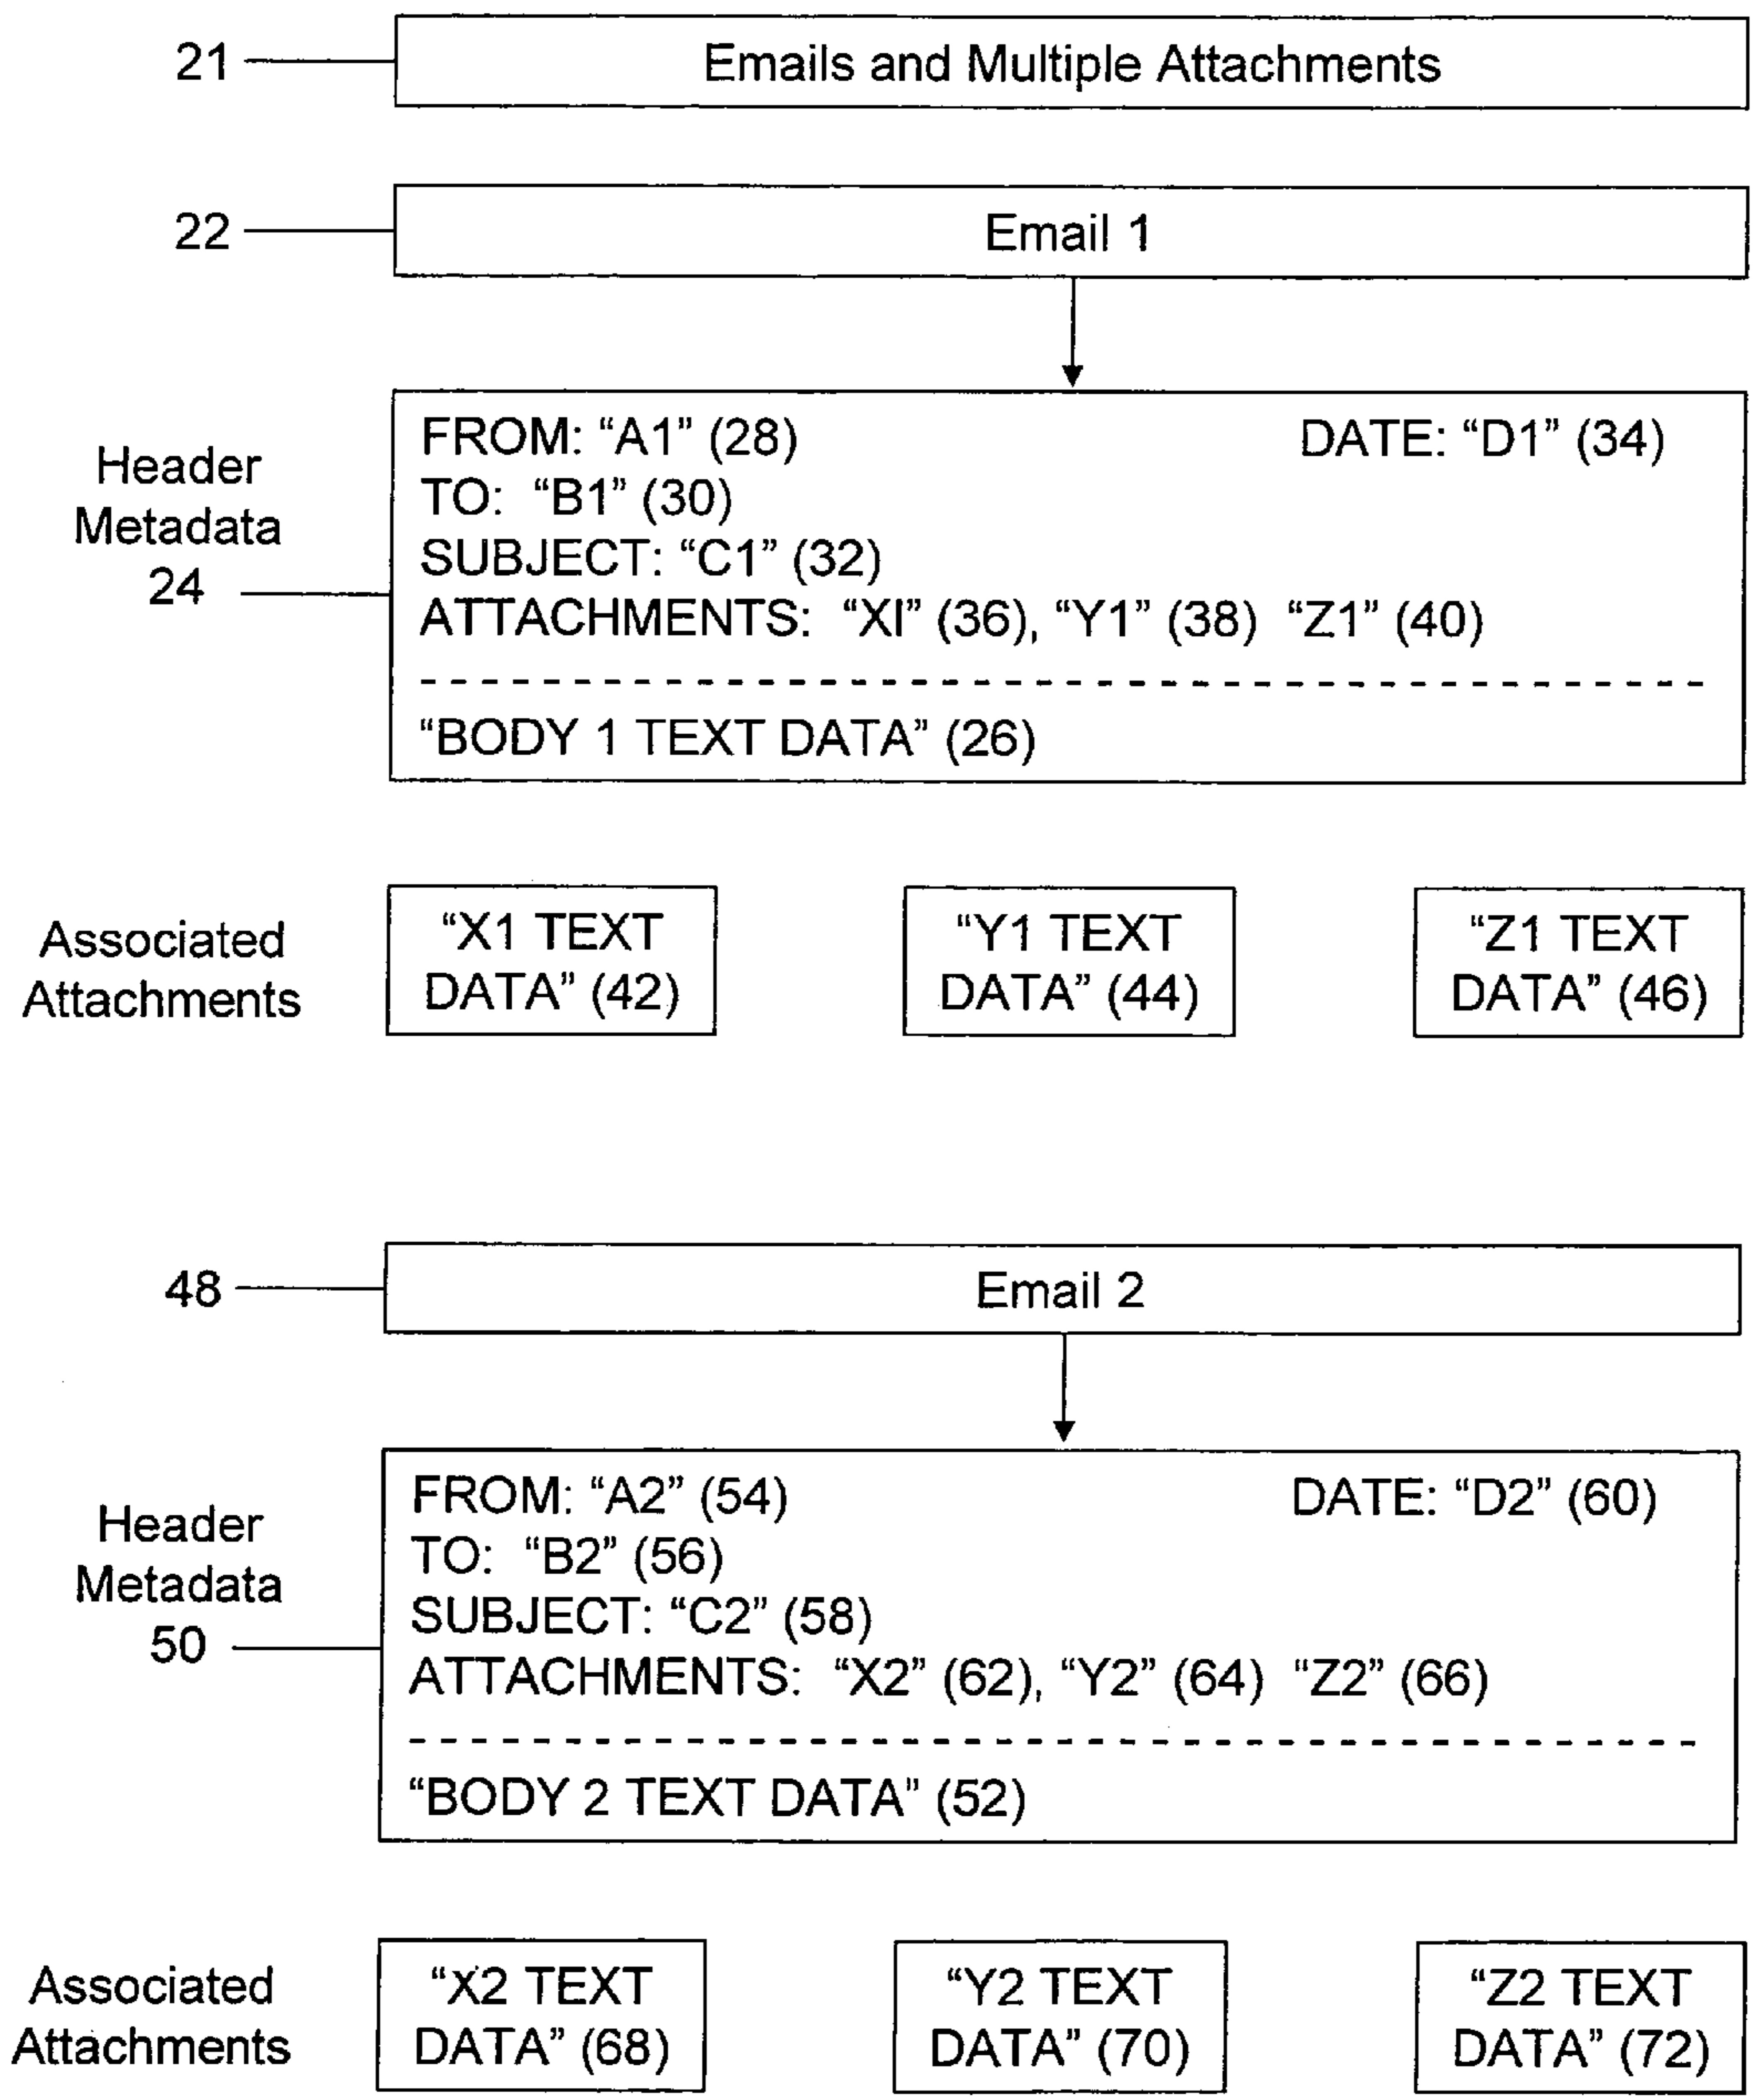 21 Emails and Multiple Attachments
22 Email 1
FROM: “A1” (28) DATE: “D1” (34)
Header
Metadata
24
TO: “B1” (30)
SUBJECT: “C1” (32)
ATTACHMENTS: “XI” (36), “Y1” (38) “Z1” (40)
“BODY 1 TEXT DATA” (26)
Associated
Attachments
“X1 TEXT
DATA” (42)
“Y1 TEXT
DATA” (44)
“Z1 TEXT
DATA” (46)
48 Email 2
FROM: “A2” (54) DATE: “D2” (60)
Header
Metadata
50
TO: “B2” (56)
SUBJECT: “C2” (58)
ATTACHMENTS: “X2” (62), “Y2” (64) “Z2” (66)
“BODY 2 TEXT DATA” (52)
Associated
Attachments
“X2 TEXT
DATA” (68)
“Y2 TEXT
DATA” (70)
“Z2 TEXT
DATA” (72)